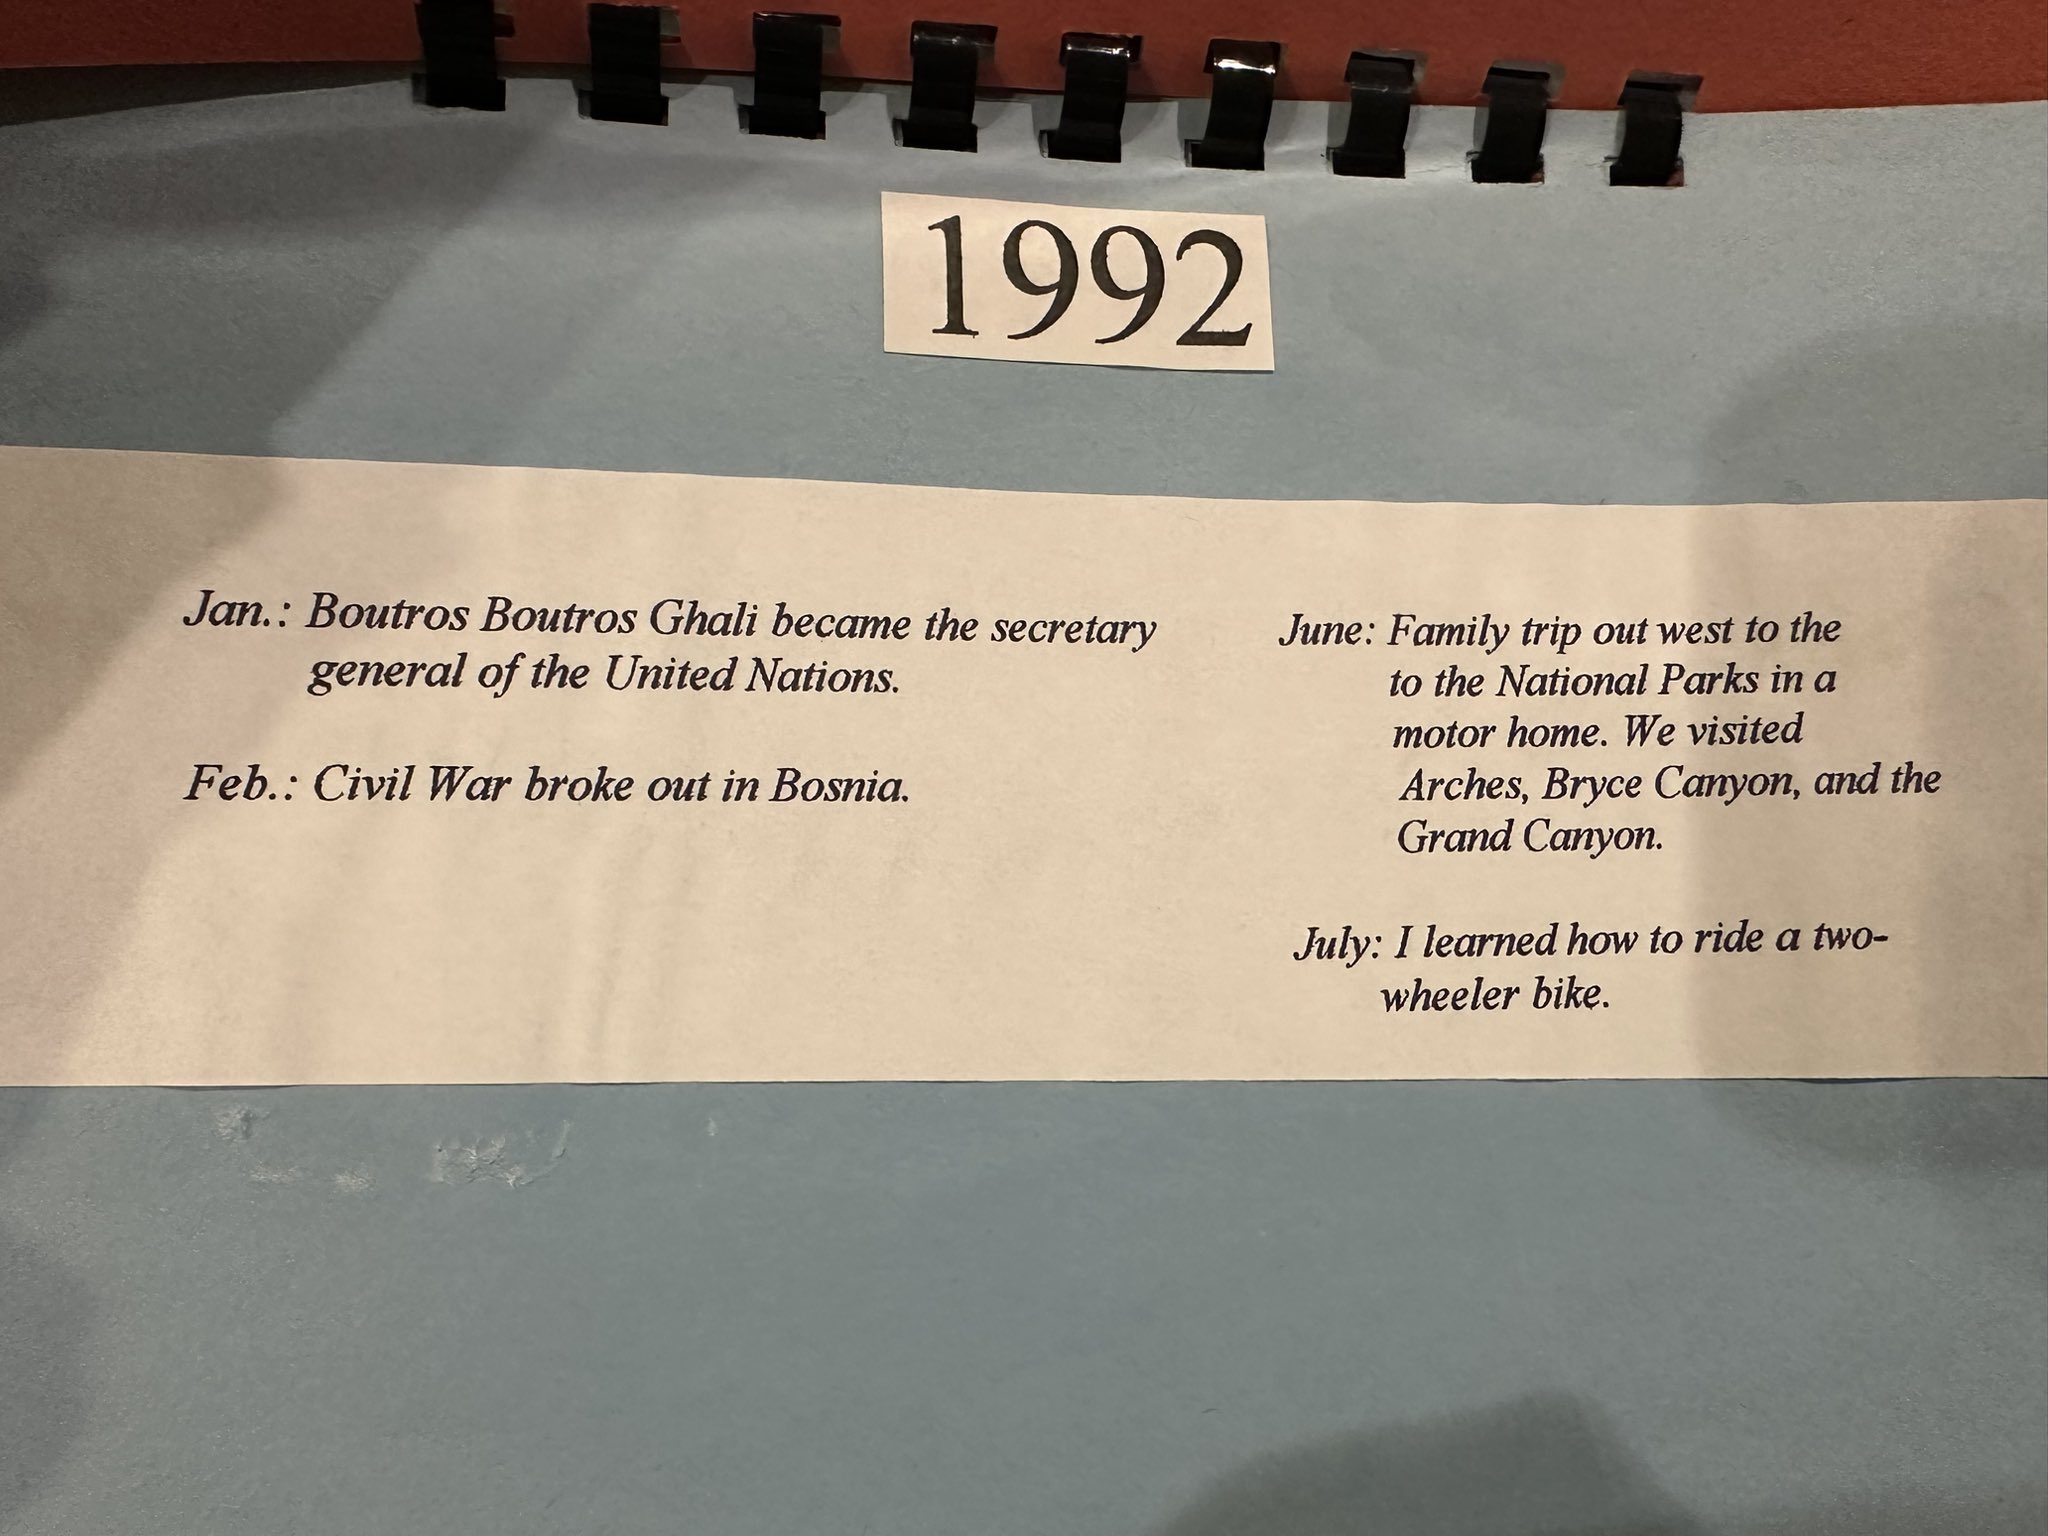 1992
Jan.: Boutros Boutros Ghali became the secretary
general of the United Nations.
Feb.: Civil War broke out in Bosnia.
June: Family trip out west to the
to the National Parks in a
motor home. We visited
Arches, Bryce Canyon, and the
Grand Canyon.
July: I learned how to ride a two-
wheeler bike.